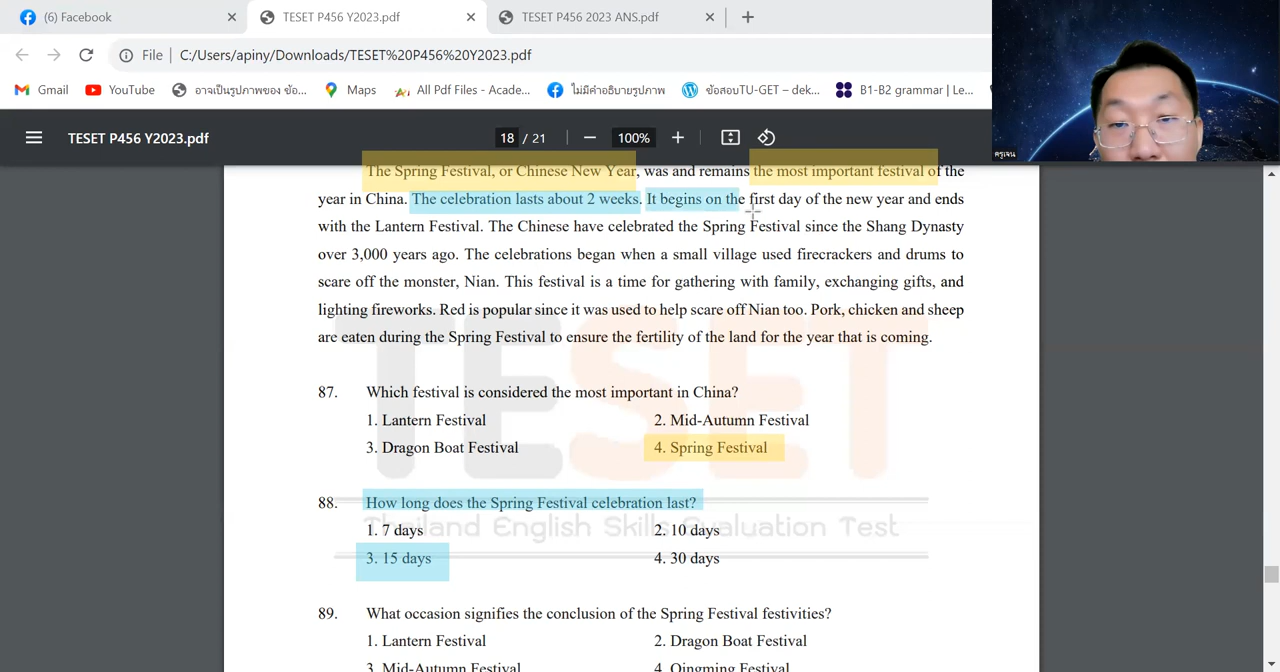 (6) Facebook
TESET P456 Y2023.pdf
TESET P456 2023 ANS.pdf
File
C:/Users/apiny/Downloads/TESET%20P456%20Y2023.pdf
Gmail
YouTube
อาจเป็นรูปภาพของ ข้อ...
Maps
All Pdf Files - Acade...
ไม่มีคำอธิบายรูปภาพ
ข้อสอบTU-GET – dek...
B1-B2 grammar | Le...
TESET P456 Y2023.pdf
18 / 21
100%
ครูเจน
The Spring Festival, or Chinese New Year, was and remains the most important festival of the
year in China. The celebration lasts about 2 weeks. It begins on the first day of the new year and ends
with the Lantern Festival. The Chinese have celebrated the Spring Festival since the Shang Dynasty
over 3,000 years ago. The celebrations began when a small village used firecrackers and drums to
scare off the monster, Nian. This festival is a time for gathering with family, exchanging gifts, and
lighting fireworks. Red is popular since it was used to help scare off Nian too. Pork, chicken and sheep
are eaten during the Spring Festival to ensure the fertility of the land for the year that is coming.
TESET
Thailand English Skills Evaluation Test
87. Which festival is considered the most important in China?
1. Lantern Festival 2. Mid-Autumn Festival
3. Dragon Boat Festival 4. Spring Festival
88. How long does the Spring Festival celebration last?
1. 7 days 2. 10 days
3. 15 days 4. 30 days
89. What occasion signifies the conclusion of the Spring Festival festivities?
1. Lantern Festival 2. Dragon Boat Festival
3. Mid-Autumn Festival 4. Qingming Festival